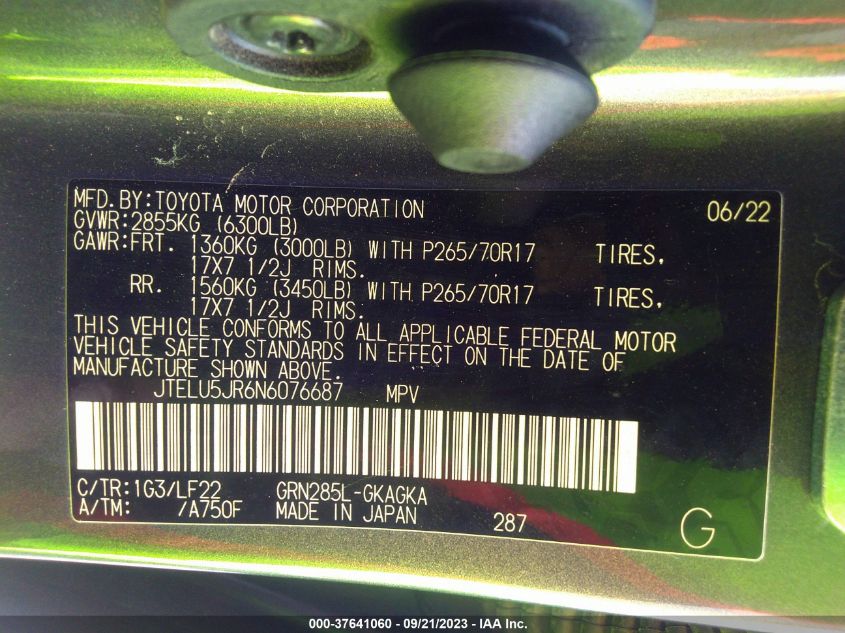 MFD.BY:TOYOTA MOTOR CORPORATION 06/22
GVWR:2855KG (6300LB)
GAWR:FRT. 1360KG (3000LB) WITH P265/70R17 TIRES,
17X7 1/2J RIMS.
RR. 1560KG (3450LB) WITH P265/70R17 TIRES,
17X7 1/2J RIMS.
THIS VEHICLE CONFORMS TO ALL APPLICABLE FEDERAL MOTOR
VEHICLE SAFETY STANDARDS IN EFFECT ON THE DATE OF
MANUFACTURE SHOWN ABOVE.
JTELU5JR6N6076687 MPV
C/TR:1G3/LF22 GRN285L-GKAGKA
A/TM: /A750F MADE IN JAPAN 287 G
000-37641060 - 09/21/2023 - IAA Inc.